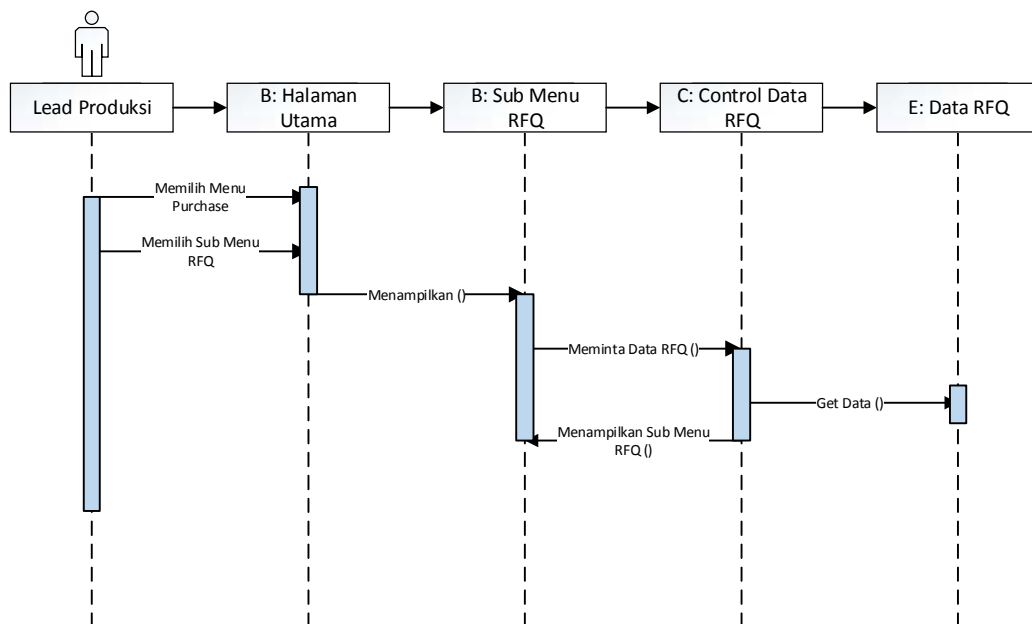 Lead Produksi
B: Halaman
Utama
B: Sub Menu
RFQ
C: Control Data
RFQ
E: Data RFQ
Memilih Menu
Purchase
Memilih Sub Menu
RFQ
Menampilkan ()
Meminta Data RFQ ()
Get Data ()
Menampilkan Sub Menu
RFQ ()